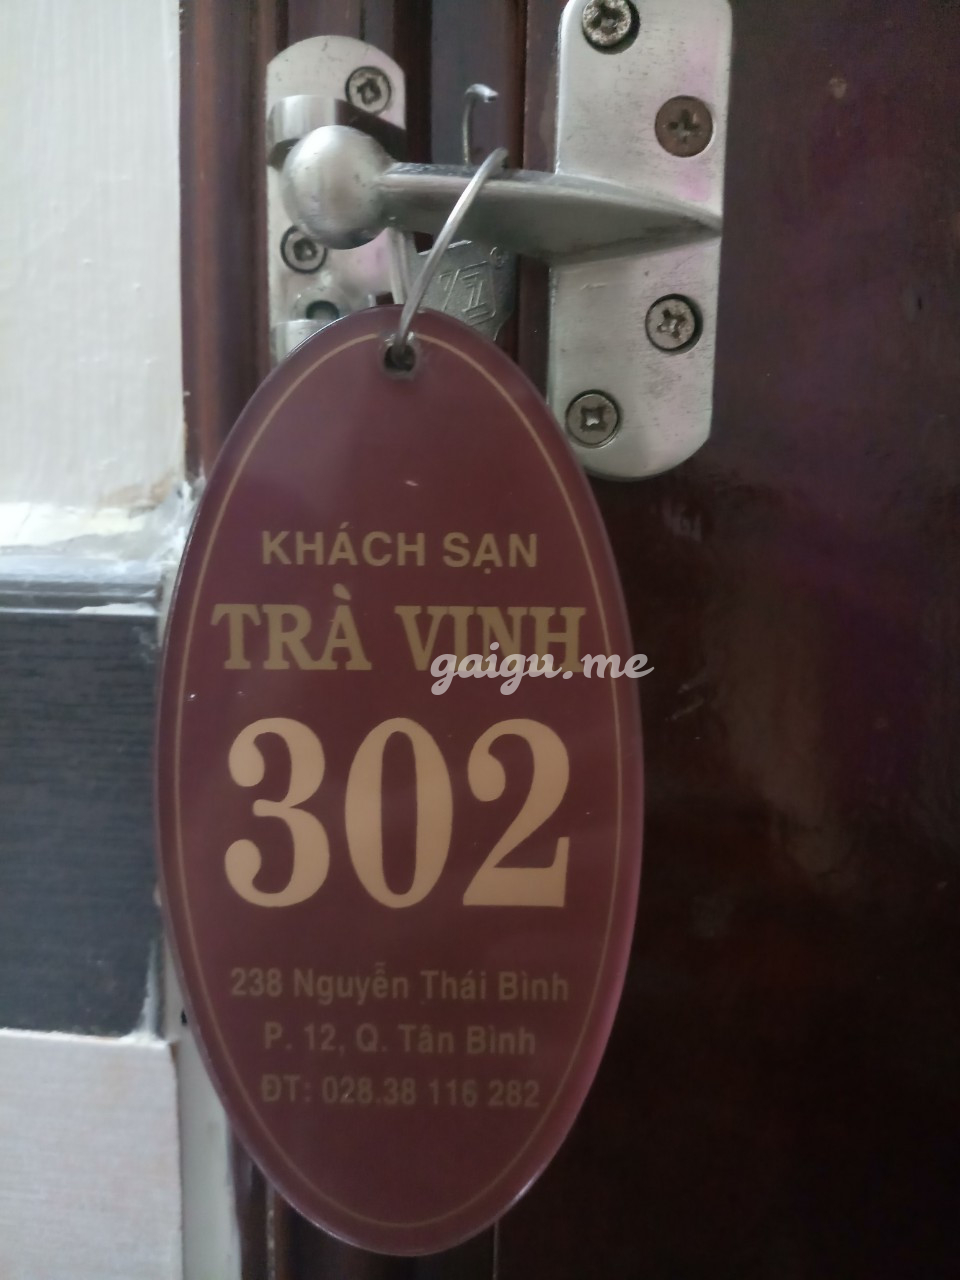 KHÁCH SẠN
TRÀ VINH
gaigu.me
302
238 Nguyễn Thái Bình
P. 12, Q. Tân Bình
ĐT: 028.38 116 282